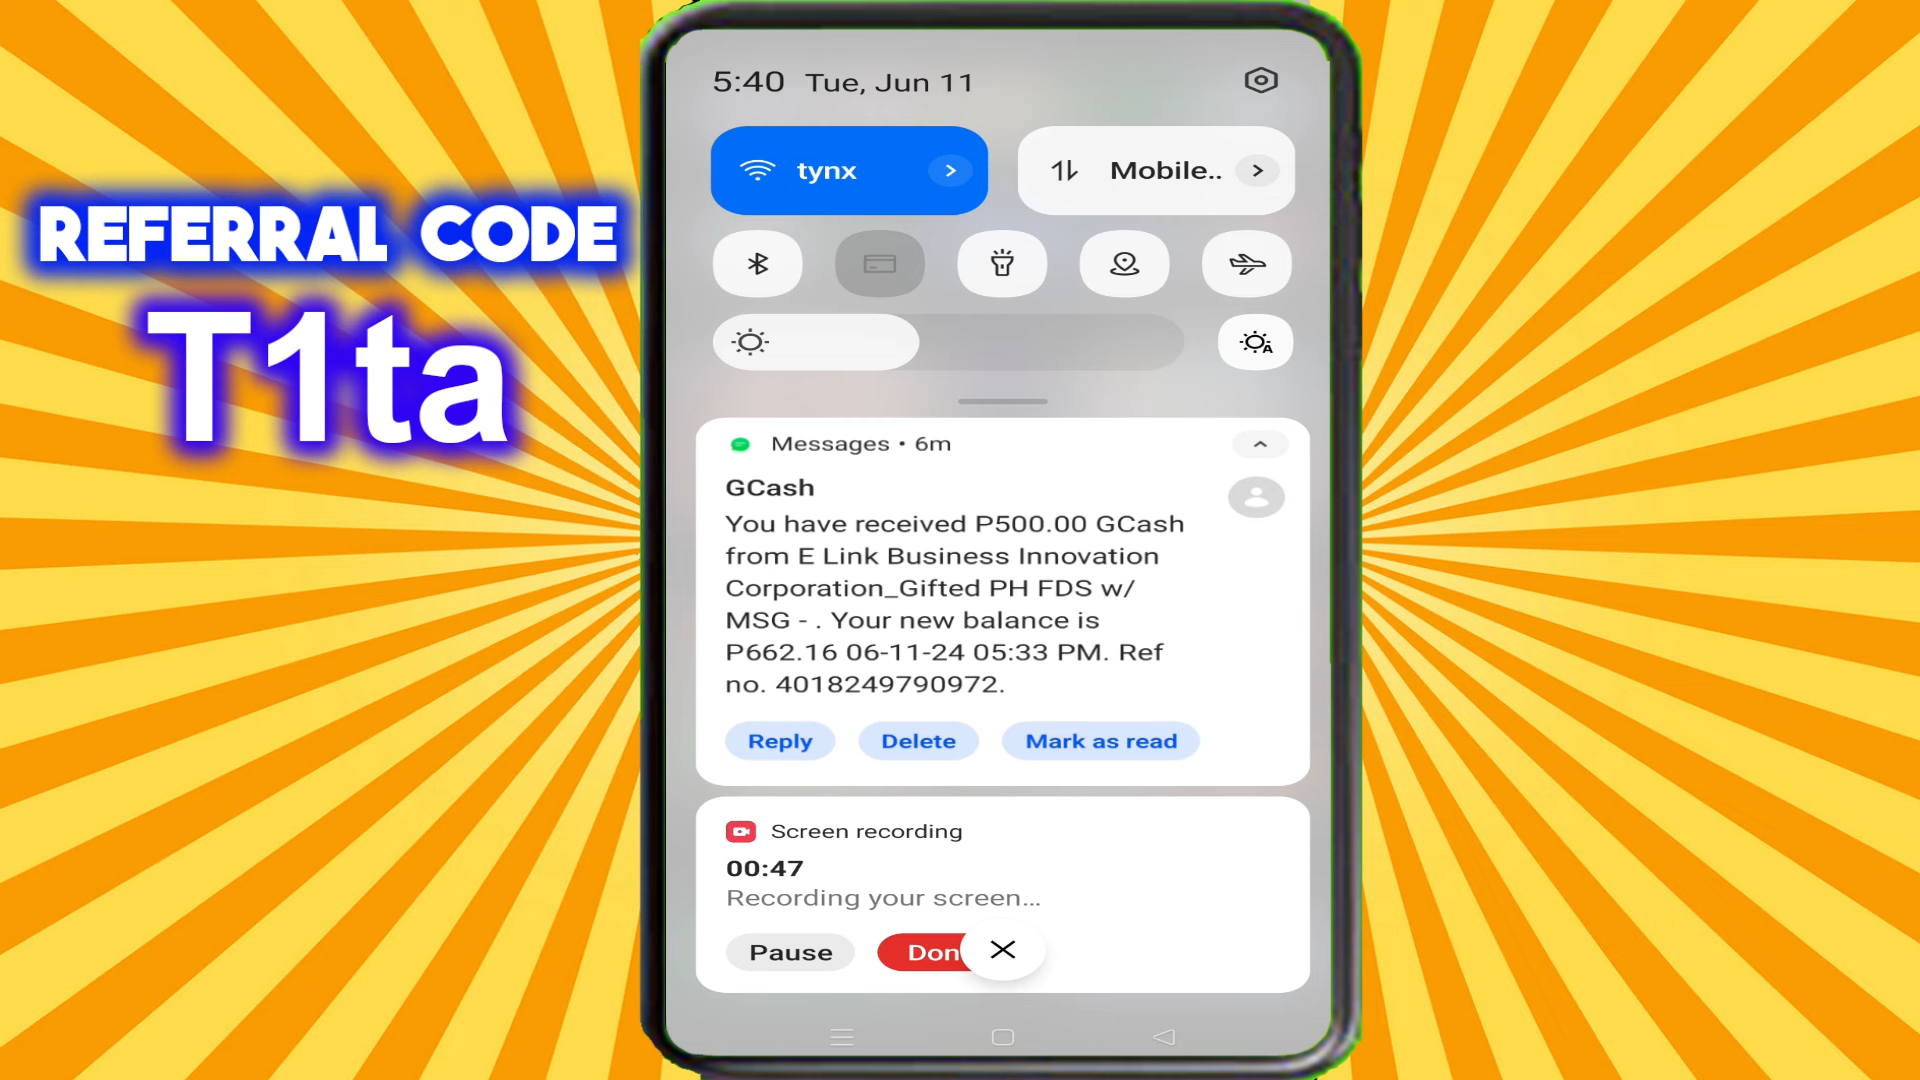 REFERRAL CODE
T1ta
5:40 Tue, Jun 11
tynx
Mobile..
A
Messages • 6m
GCash
You have received P500.00 GCash
from E Link Business Innovation
Corporation_Gifted PH FDS w/
MSG - . Your new balance is
P662.16 06-11-24 05:33 PM. Ref
no. 4018249790972.
Reply Delete Mark as read
Screen recording
00:47
Recording your screen...
Pause Don